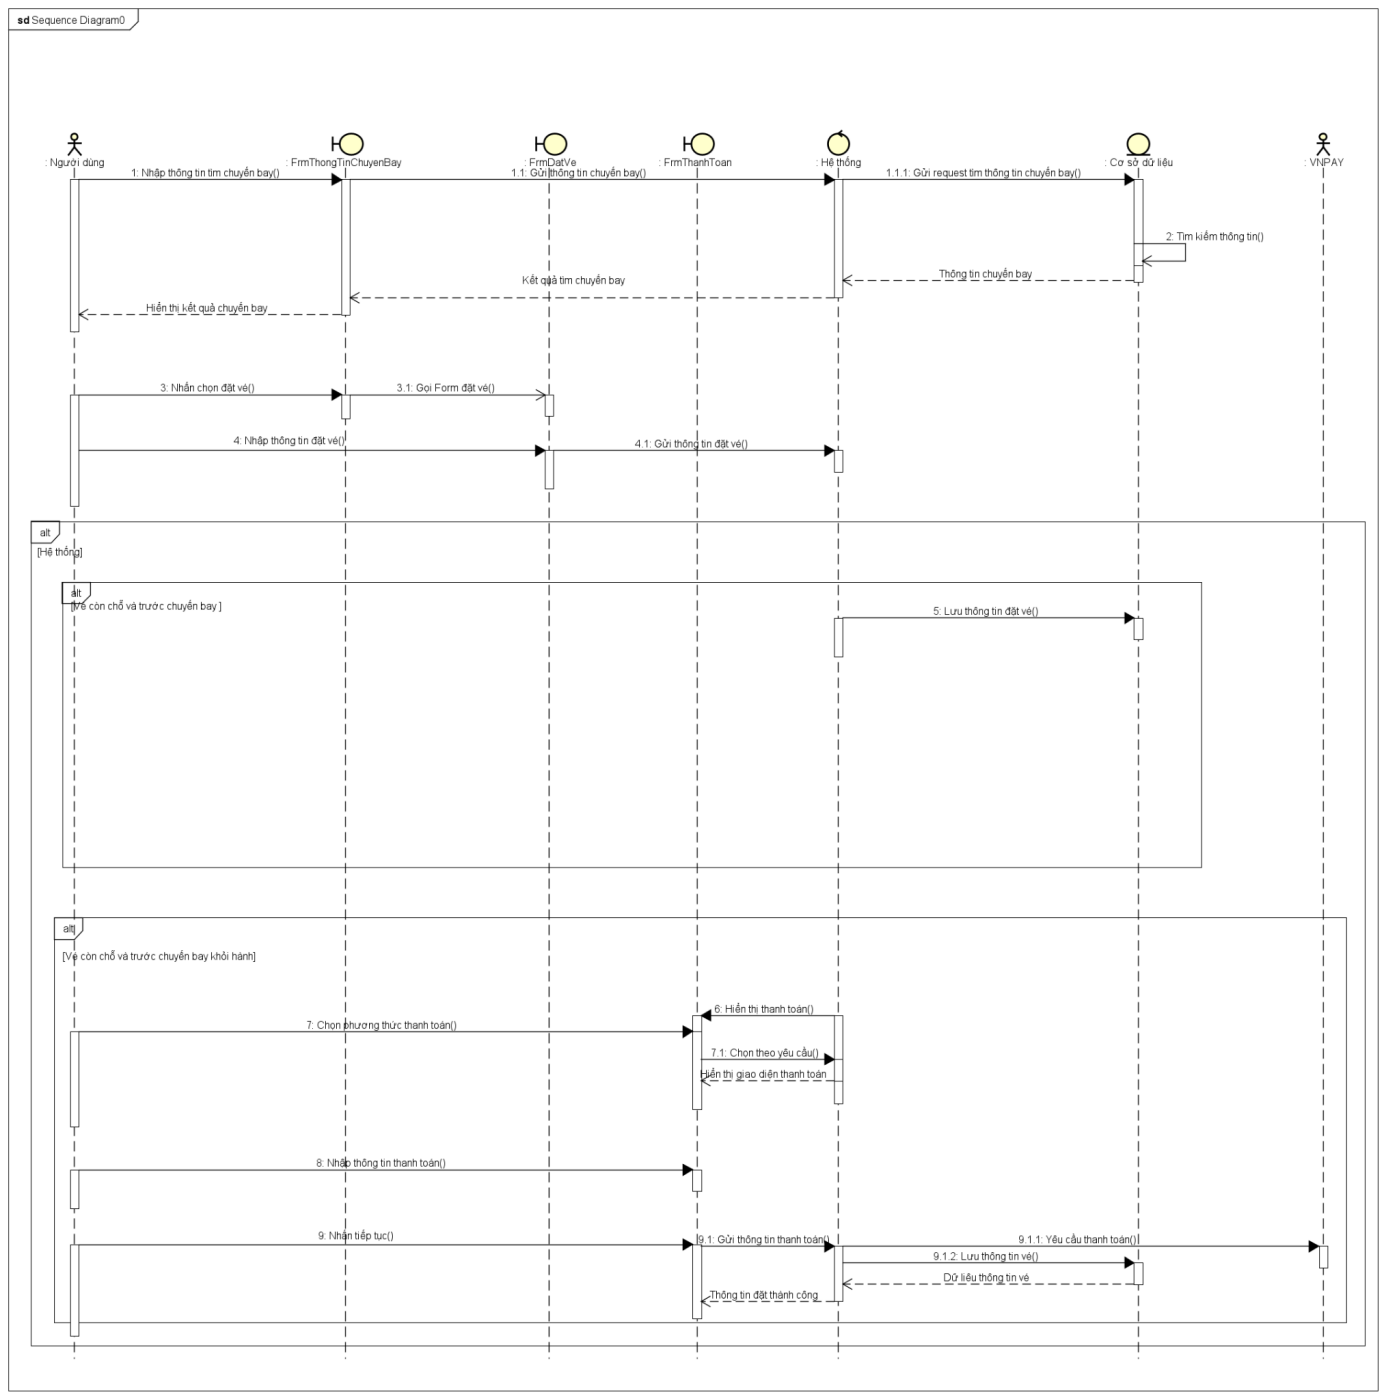 sd Sequence Diagram0
: Người dùng
: FrmThongTinChuyenBay
: FrmDatVe
: FrmThanhToan
: Hệ thống
: Cơ sở dữ liệu
: VNPAY
1: Nhập thông tin tìm chuyến bay()
1.1: Gửi thông tin chuyến bay()
1.1.1: Gửi request tìm thông tin chuyến bay()
2: Tìm kiếm thông tin()
Thông tin chuyến bay
Kết quả tìm chuyến bay
Hiển thị kết quả chuyến bay
3: Nhấn chọn đặt vé()
3.1: Gọi Form đặt vé()
4: Nhập thông tin đặt vé()
4.1: Gửi thông tin đặt vé()
alt
[Hệ thống]
alt
[Vé còn chỗ và trước chuyến bay ]
5: Lưu thông tin đặt vé()
alt
[Vé còn chỗ và trước chuyến bay khỏi hành]
6: Hiển thị thanh toán()
7: Chọn phương thức thanh toán()
7.1: Chọn theo yêu cầu()
Hiển thị giao diện thanh toán
8: Nhập thông tin thanh toán()
9: Nhấn tiếp tục()
9.1: Gửi thông tin thanh toán()
9.1.1: Yêu cầu thanh toán()
9.1.2: Lưu thông tin vé()
Dữ liệu thông tin vé
Thông tin đặt thành công